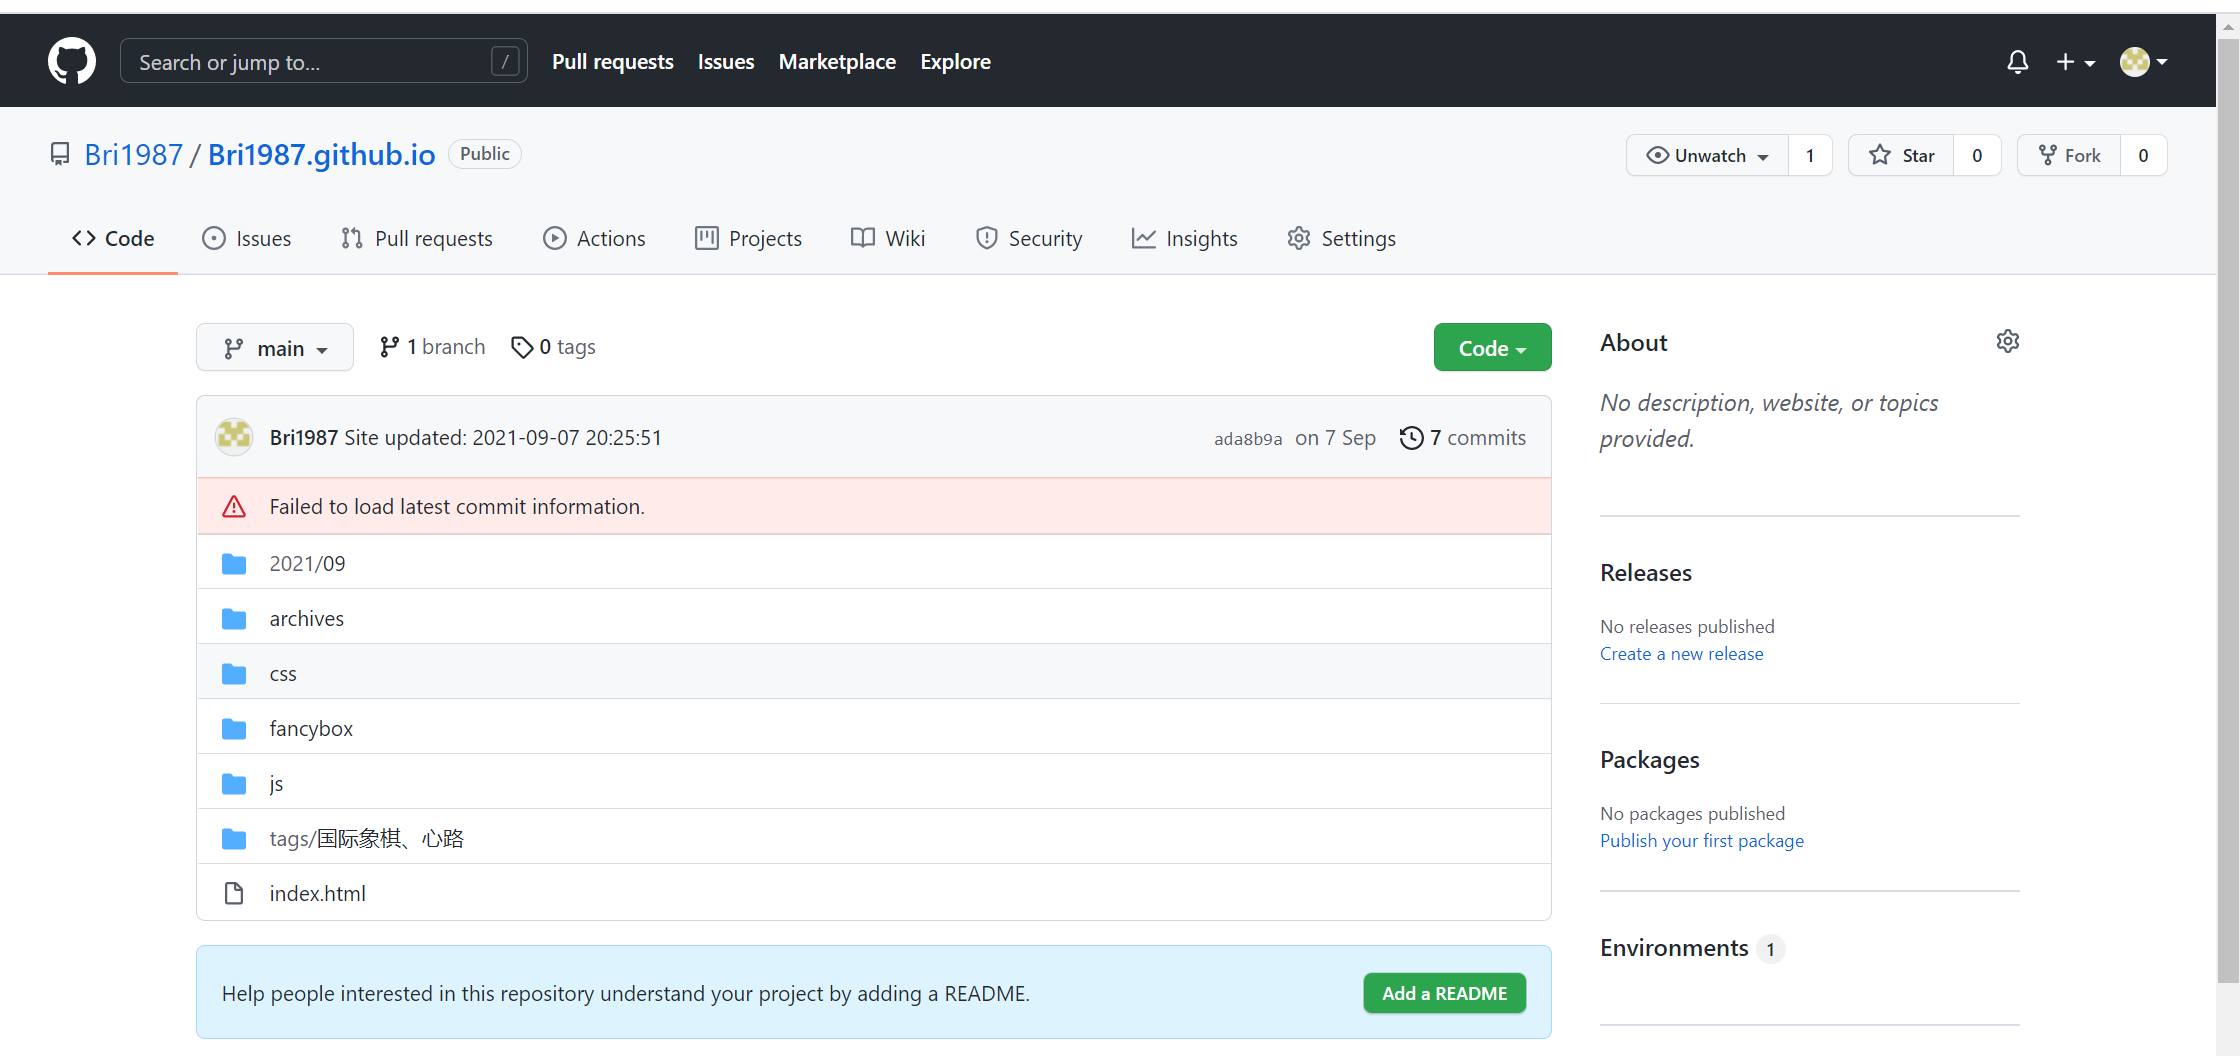 Search or jump to... /
Pull requests Issues Marketplace Explore
Bri1987 / Bri1987.github.io Public
Unwatch 1 Star 0 Fork 0
Code Issues Pull requests Actions Projects Wiki Security Insights Settings
main 1 branch 0 tags Code
Bri1987 Site updated: 2021-09-07 20:25:51 ada8b9a on 7 Sep 7 commits
Failed to load latest commit information.
2021/09
archives
css
fancybox
js
tags/国际象棋、心路
index.html
Help people interested in this repository understand your project by adding a README. Add a README
About
No description, website, or topics
provided.
Releases
No releases published
Create a new release
Packages
No packages published
Publish your first package
Environments 1